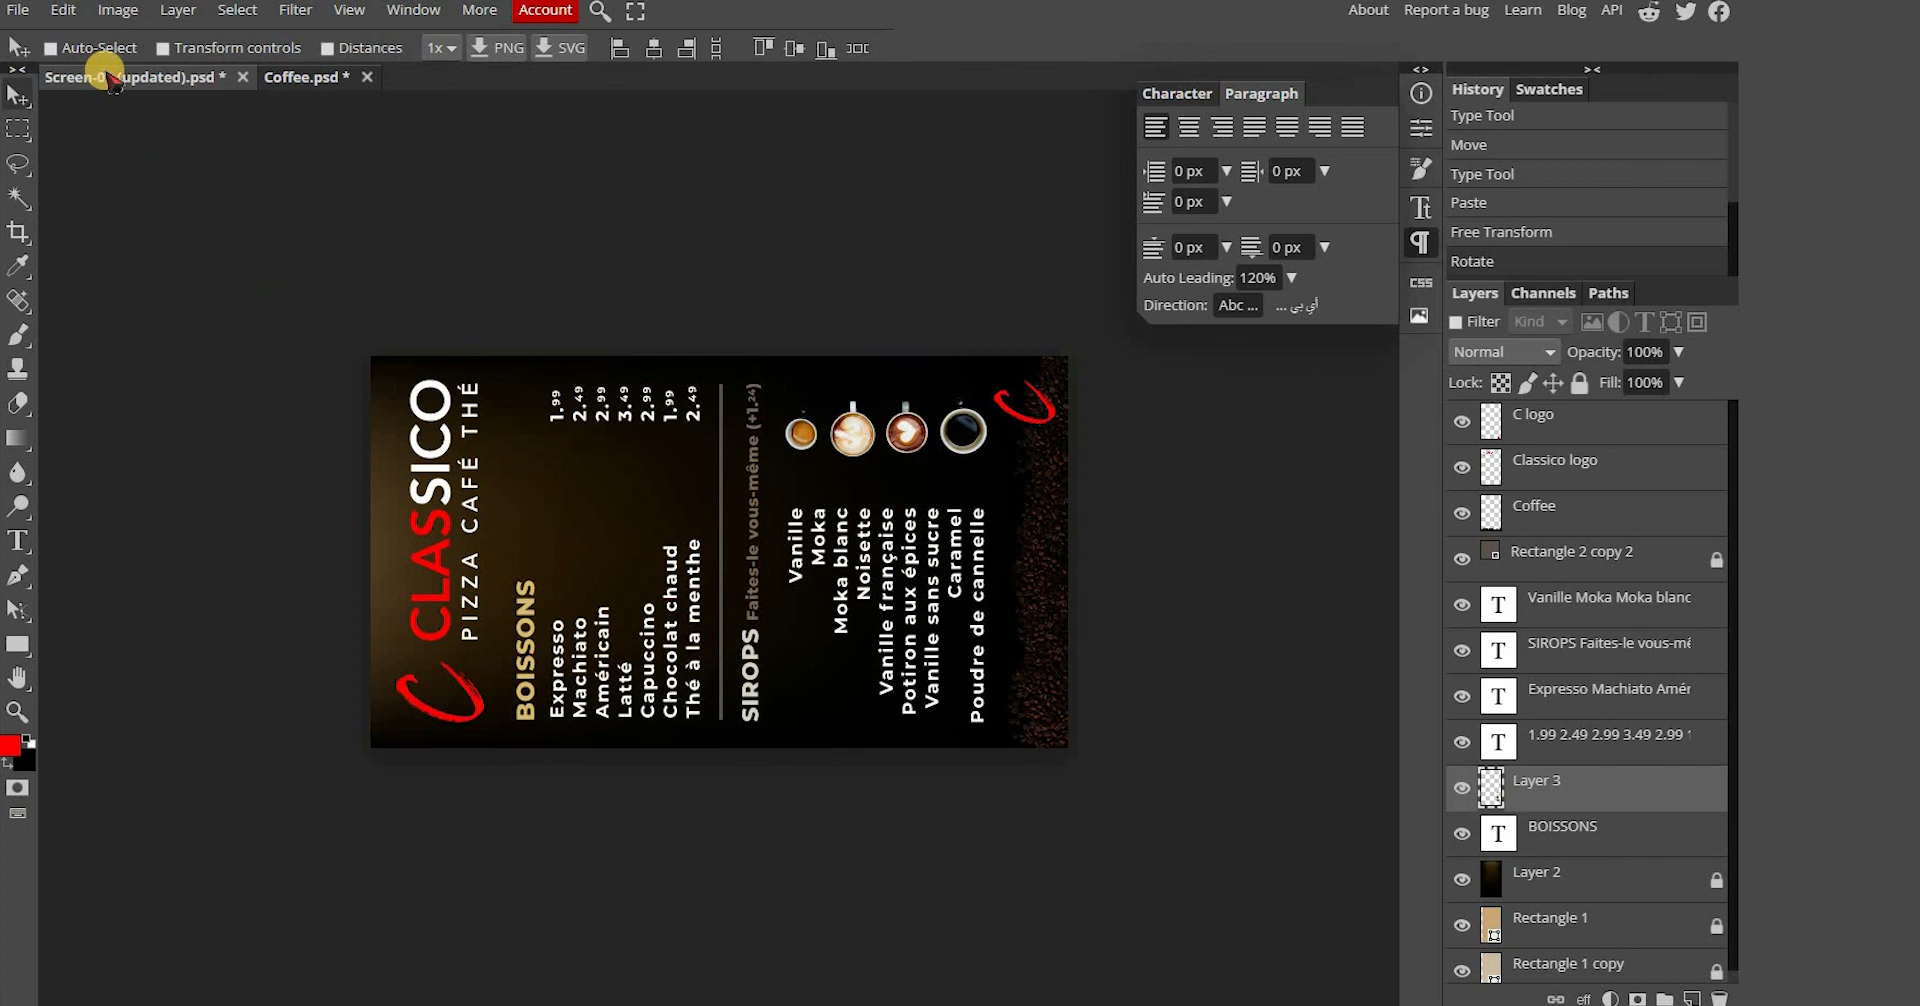 File Edit Image Layer Select Filter View Window More Account
About Report a bug Learn Blog API
Auto-Select Transform controls Distances 1x PNG SVG
(updated).psd * Coffee.psd *
Character Paragraph
0 px 0 px
0 px
0 px 0 px
Auto Leading: 120%
Direction: Abc ... أي بي ...
CSS
History Swatches
Type Tool
Move
Type Tool
Paste
Free Transform
Rotate
Layers Channels Paths
Filter Kind
Normal Opacity: 100%
Lock: Fill: 100%
C logo
Classico logo
Coffee
Rectangle 2 copy 2
Vanille Moka Moka blanc
SIROPS Faites-le vous-mê
Expresso Machiato Amér
1.99 2.49 2.99 3.49 2.99 1
Layer 3
BOISSONS
Layer 2
Rectangle 1
Rectangle 1 copy
eff
C CLASSICO
PIZZA CAFÉ THÉ
BOISSONS
Expresso 1.99
Machiato 2.49
Américain 2.99
Latté 3.49
Capuccino 2.99
Chocolat chaud 1.99
Thé à la menthe 2.49
SIROPS Faites-le vous-même (+1.24)
Vanille
Moka
Moka blanc
Noisette
Vanille française
Potiron aux épices
Vanille sans sucre
Caramel
Poudre de cannelle
C